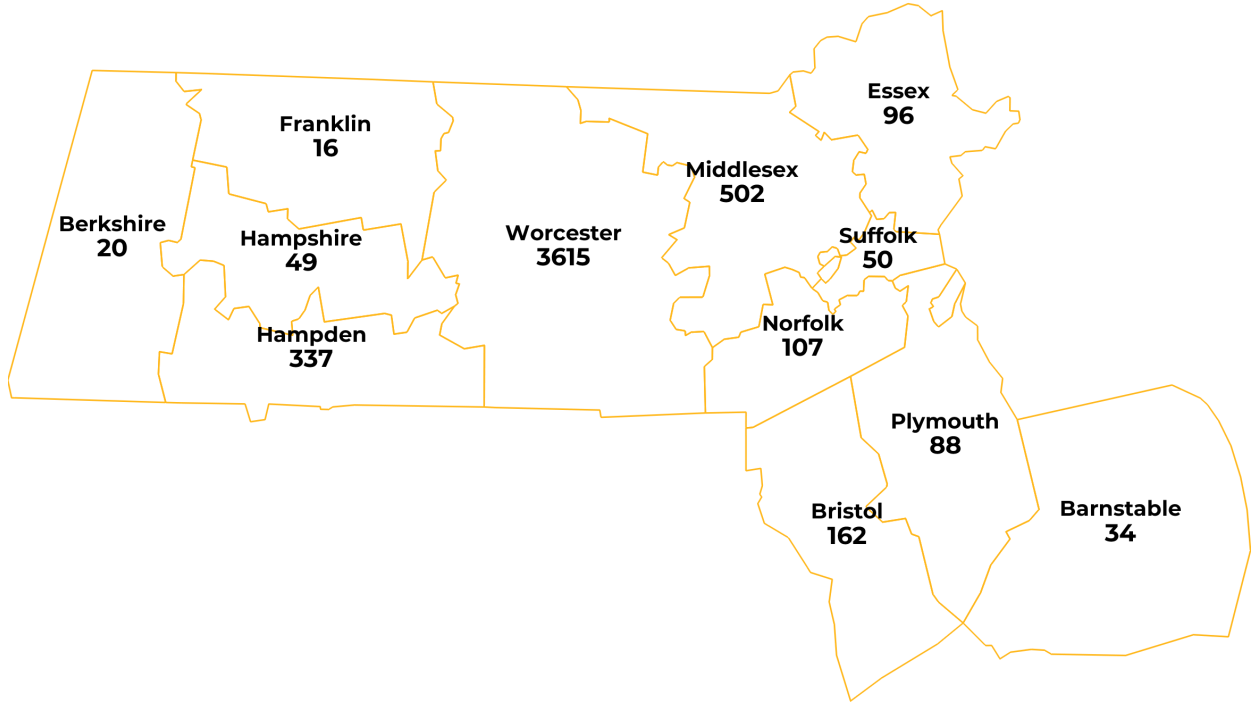 Essex
96
Franklin
16
Middlesex
502
Berkshire
20
Hampshire
49
Worcester
3615
Suffolk
50
Hampden
337
Norfolk
107
Plymouth
88
Bristol
162
Barnstable
34